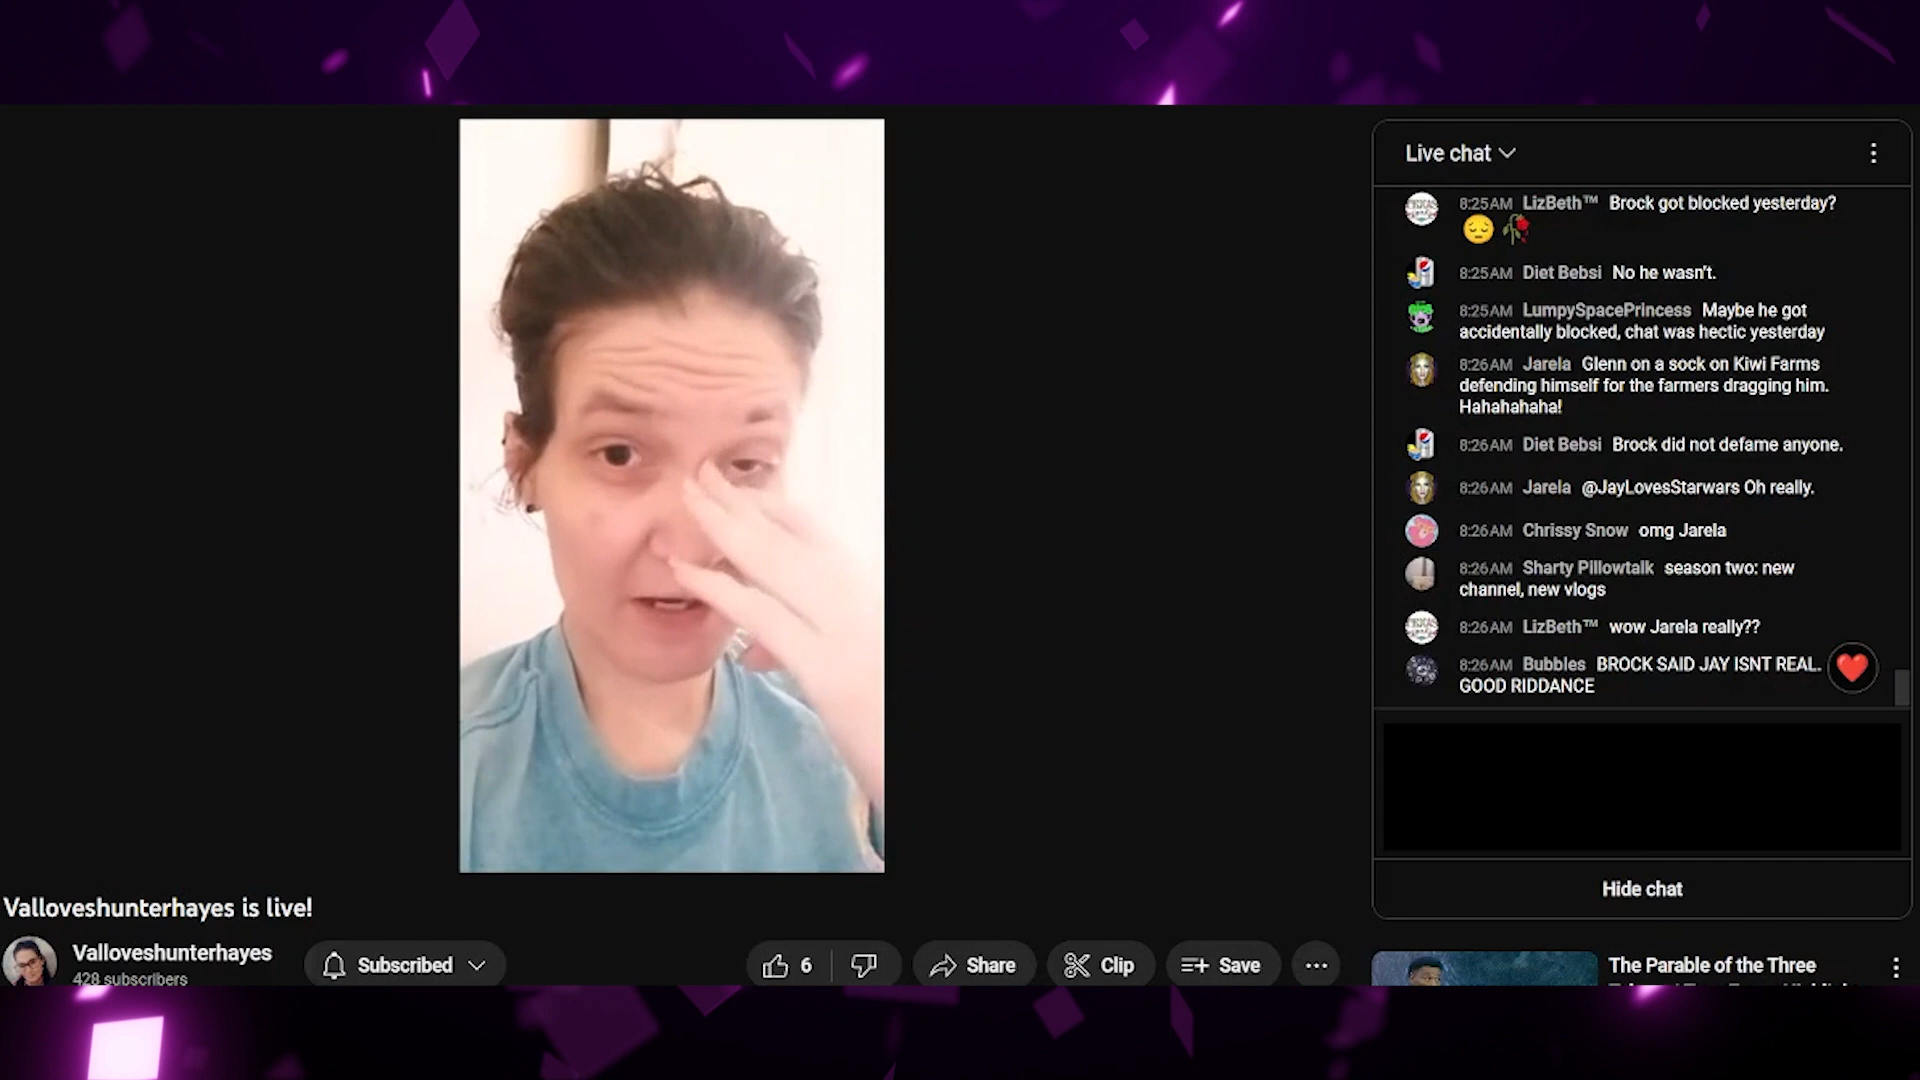 Live chat
8:25AM LizBeth™ Brock got blocked yesterday?
8:25AM Diet Bebsi No he wasn't.
8:25AM LumpySpacePrincess Maybe he got
accidentally blocked, chat was hectic yesterday
8:26AM Jarela Glenn on a sock on Kiwi Farms
defending himself for the farmers dragging him.
Hahahahaha!
8:26AM Diet Bebsi Brock did not defame anyone.
8:26AM Jarela @JayLovesStarwars Oh really.
8:26AM Chrissy Snow omg Jarela
8:26AM Sharty Pillowtalk season two: new
channel, new vlogs
8:26AM LizBeth™ wow Jarela really??
8:26AM Bubbles BROCK SAID JAY ISNT REAL.
GOOD RIDDANCE
Hide chat
Valloveshunterhayes is live!
Valloveshunterhayes
428 subscribers
Subscribed
6
Share
Clip
Save
The Parable of the Three